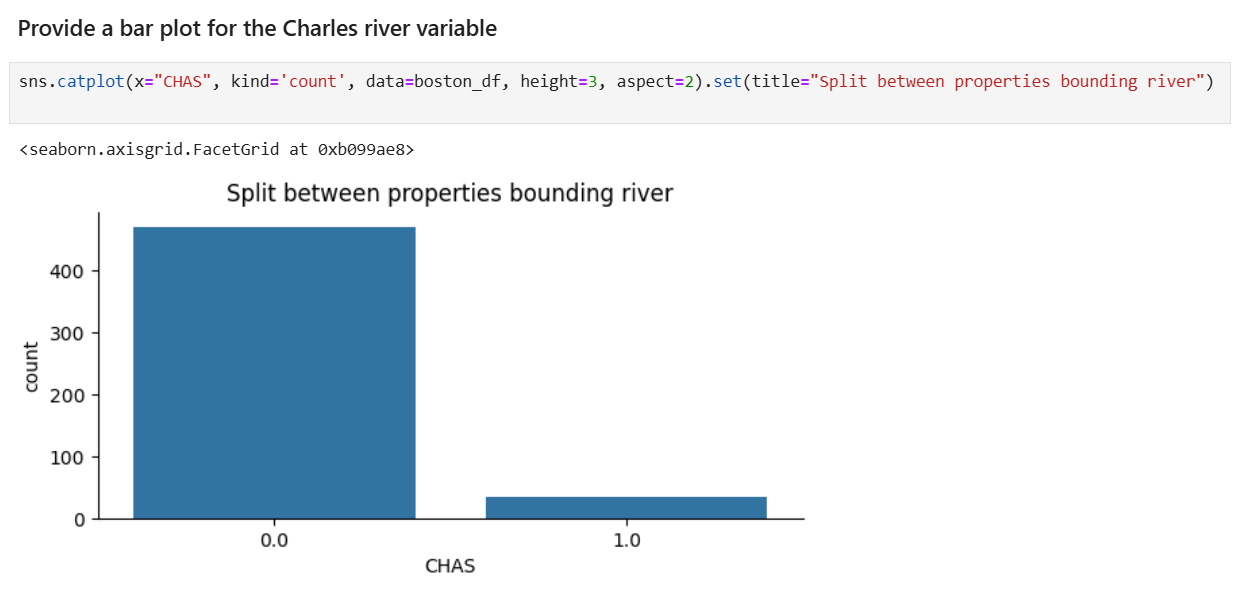 Provide a bar plot for the Charles river variable
sns.catplot(x="CHAS", kind='count', data=boston_df, height=3, aspect=2).set(title="Split between properties bounding river")
<seaborn.axisgrid.FacetGrid at 0xb099ae8>
Split between properties bounding river
400
300
200
100
0
count
0.0 1.0
CHAS